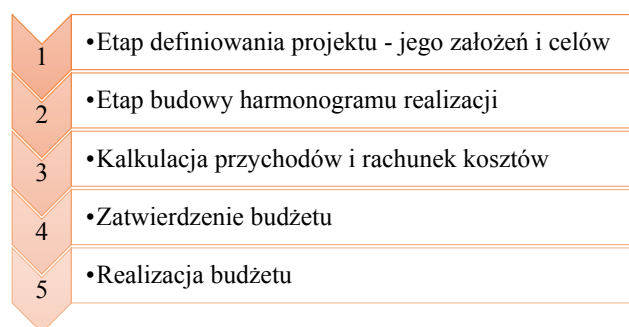 1
•Etap definiowania projektu - jego założeń i celów
2
•Etap budowy harmonogramu realizacji
3
•Kalkulacja przychodów i rachunek kosztów
4
•Zatwierdzenie budżetu
5
•Realizacja budżetu